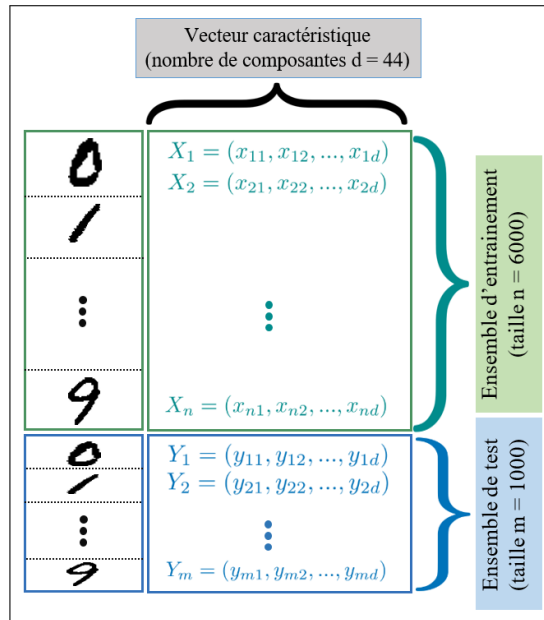 Vecteur caractéristique
(nombre de composantes d = 44)
0
X₁ = (x₁₁, x₁₂, ..., x₁d)
X₂ = (x₂₁, x₂₂, ..., x₂d)
1
9
Xₙ = (xₙ₁, xₙ₂, ..., xₙd)
Ensemble d'entrainement
(taille n = 6000)
0
Y₁ = (y₁₁, y₁₂, ..., y₁d)
1
Y₂ = (y₂₁, y₂₂, ..., y₂d)
9
Yₘ = (yₘ₁, yₘ₂, ..., yₘd)
Ensemble de test
(taille m = 1000)